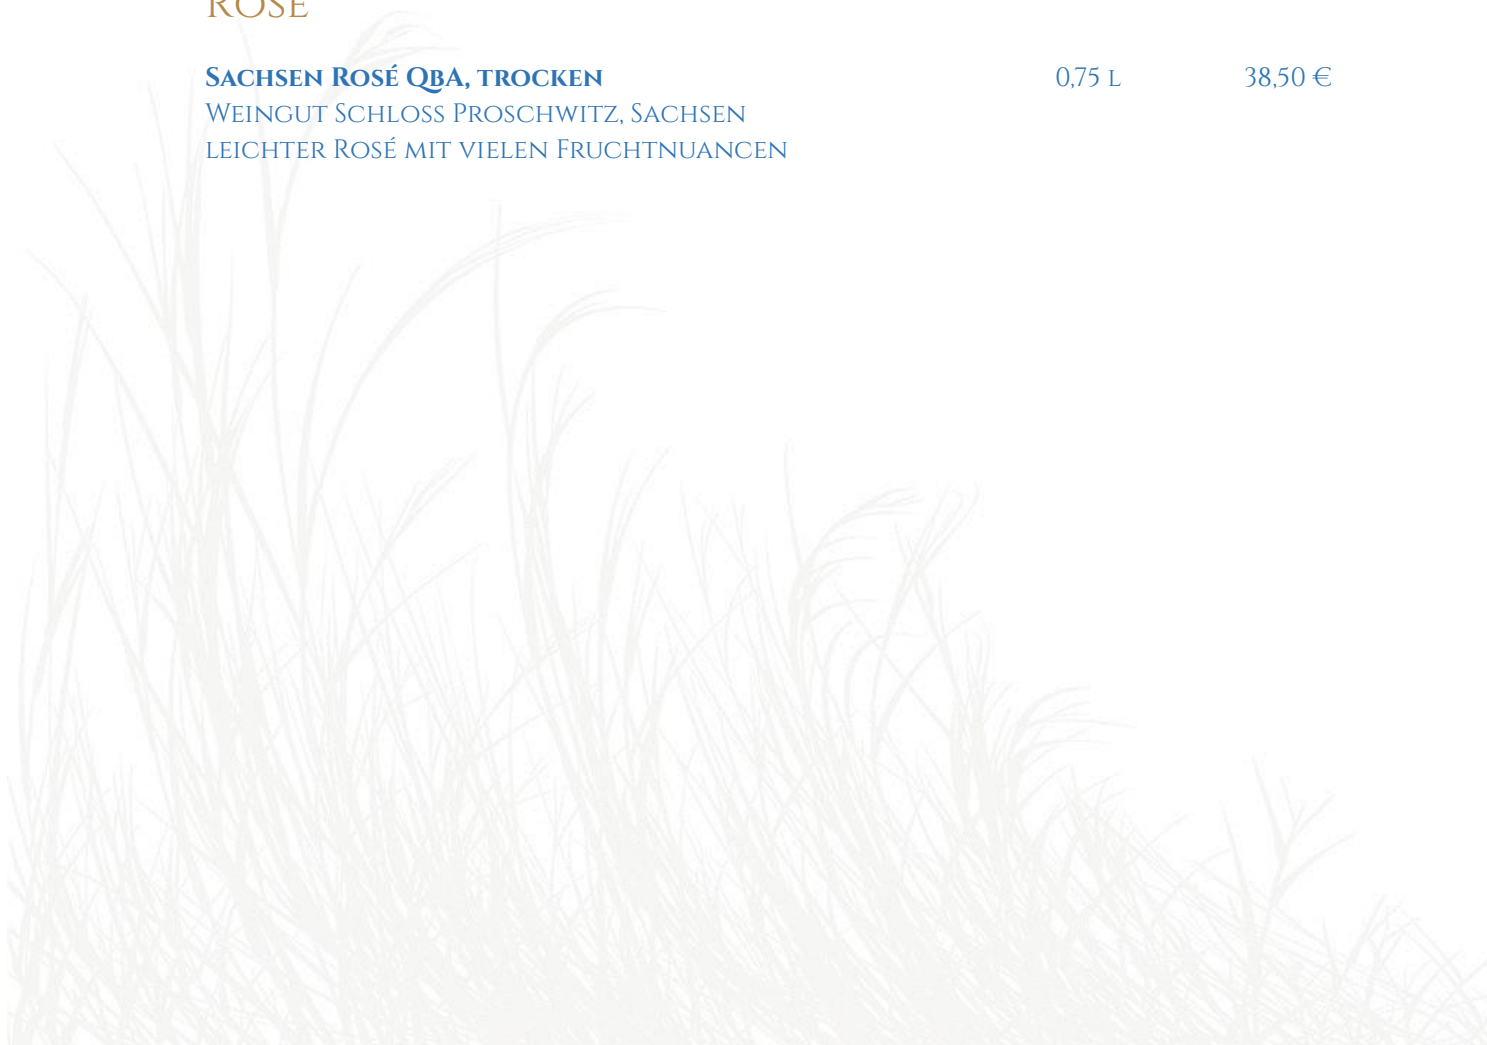 Rosé
Sachsen Rosé QbA, trocken 0,75 l 38,50 €
Weingut Schloss Proschwitz, Sachsen
leichter Rosé mit vielen Fruchtnuancen